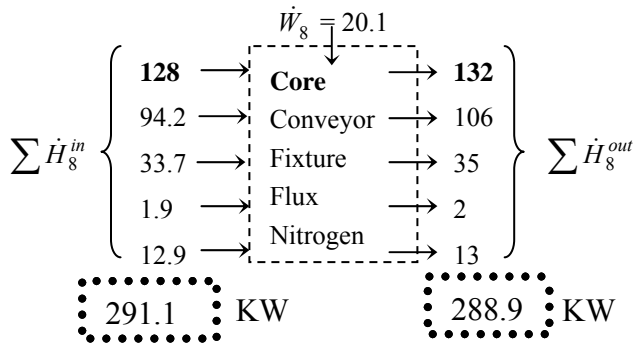 Ẇ₈ = 20.1
128 Core 132
94.2 Conveyor 106
∑ Ḣ₈ⁱⁿ 33.7 Fixture 35 ∑ Ḣ₈ᵒᵘᵗ
1.9 Flux 2
12.9 Nitrogen 13
291.1 KW 288.9 KW